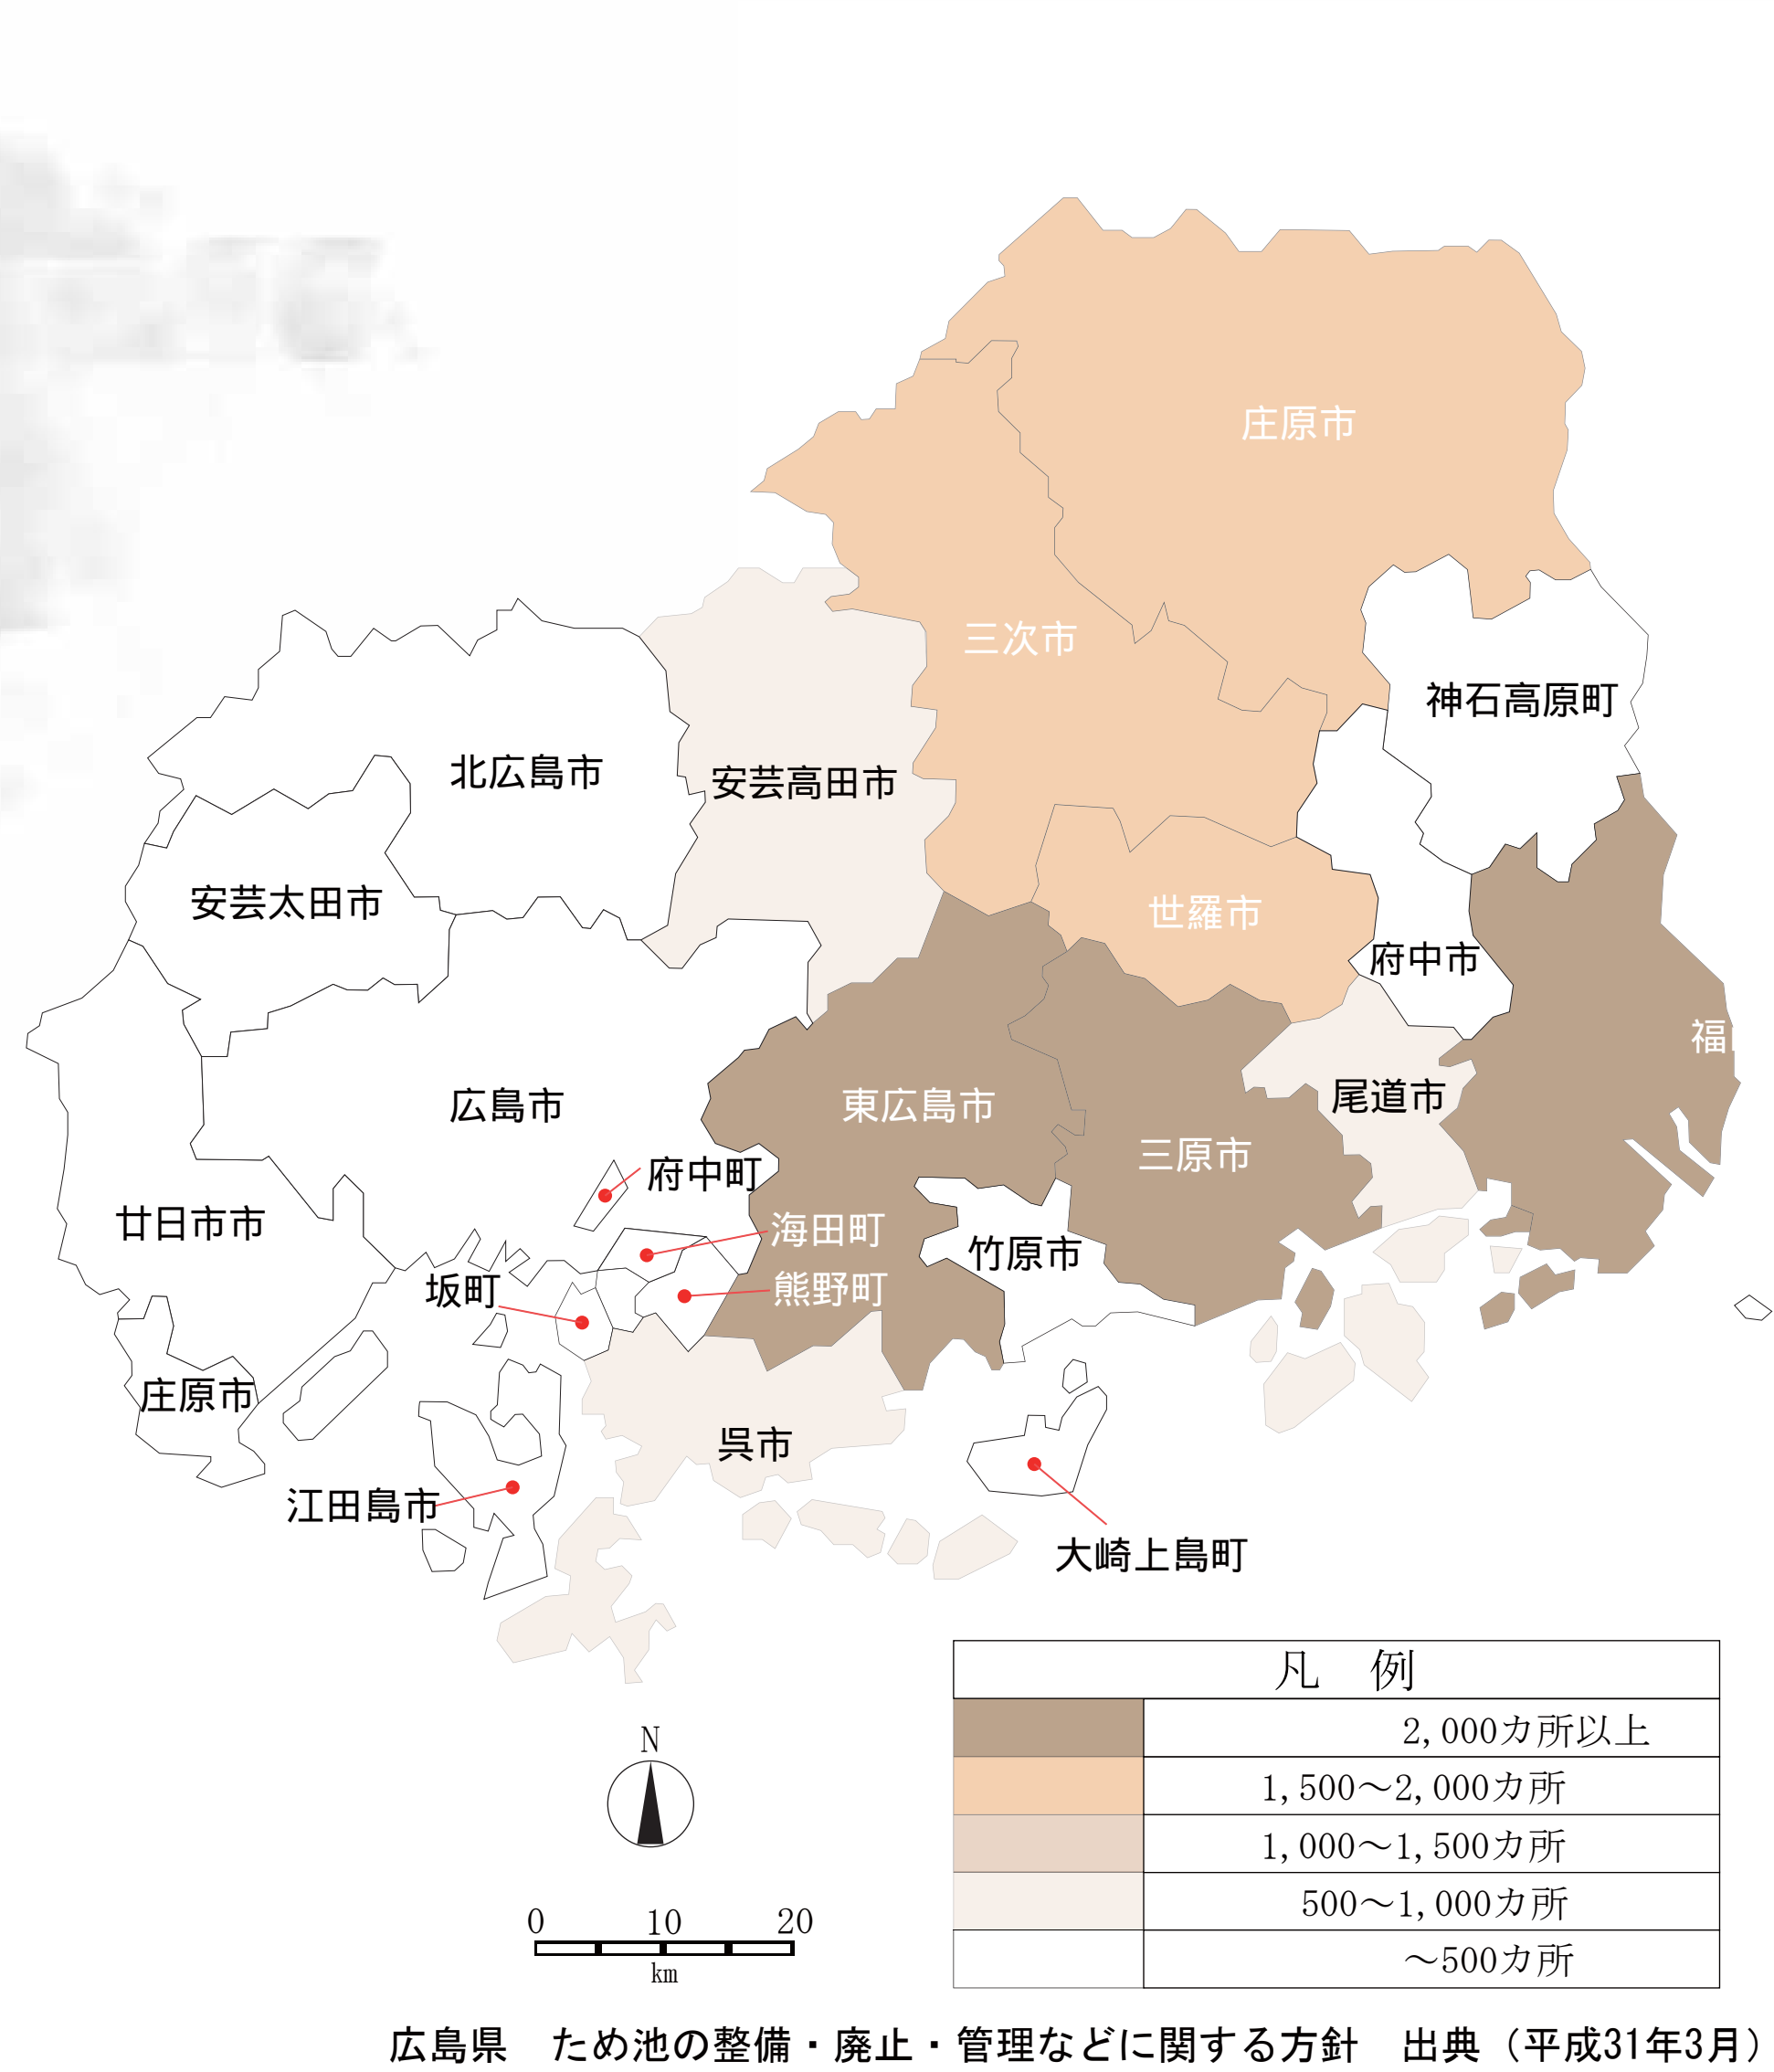 庄原市
三次市
神石高原町
北広島市
安芸高田市
安芸太田市
世羅市
府中市
福
尾道市
広島市
東広島市
三原市
府中町
廿日市市
海田町
竹原市
坂町
熊野町
庄原市
呉市
江田島市
大崎上島町
凡　例
2,000カ所以上
1,500～2,000カ所
1,000～1,500カ所
500～1,000カ所
～500カ所
N
0 10 20
km
広島県　ため池の整備・廃止・管理などに関する方針　出典（平成31年3月）